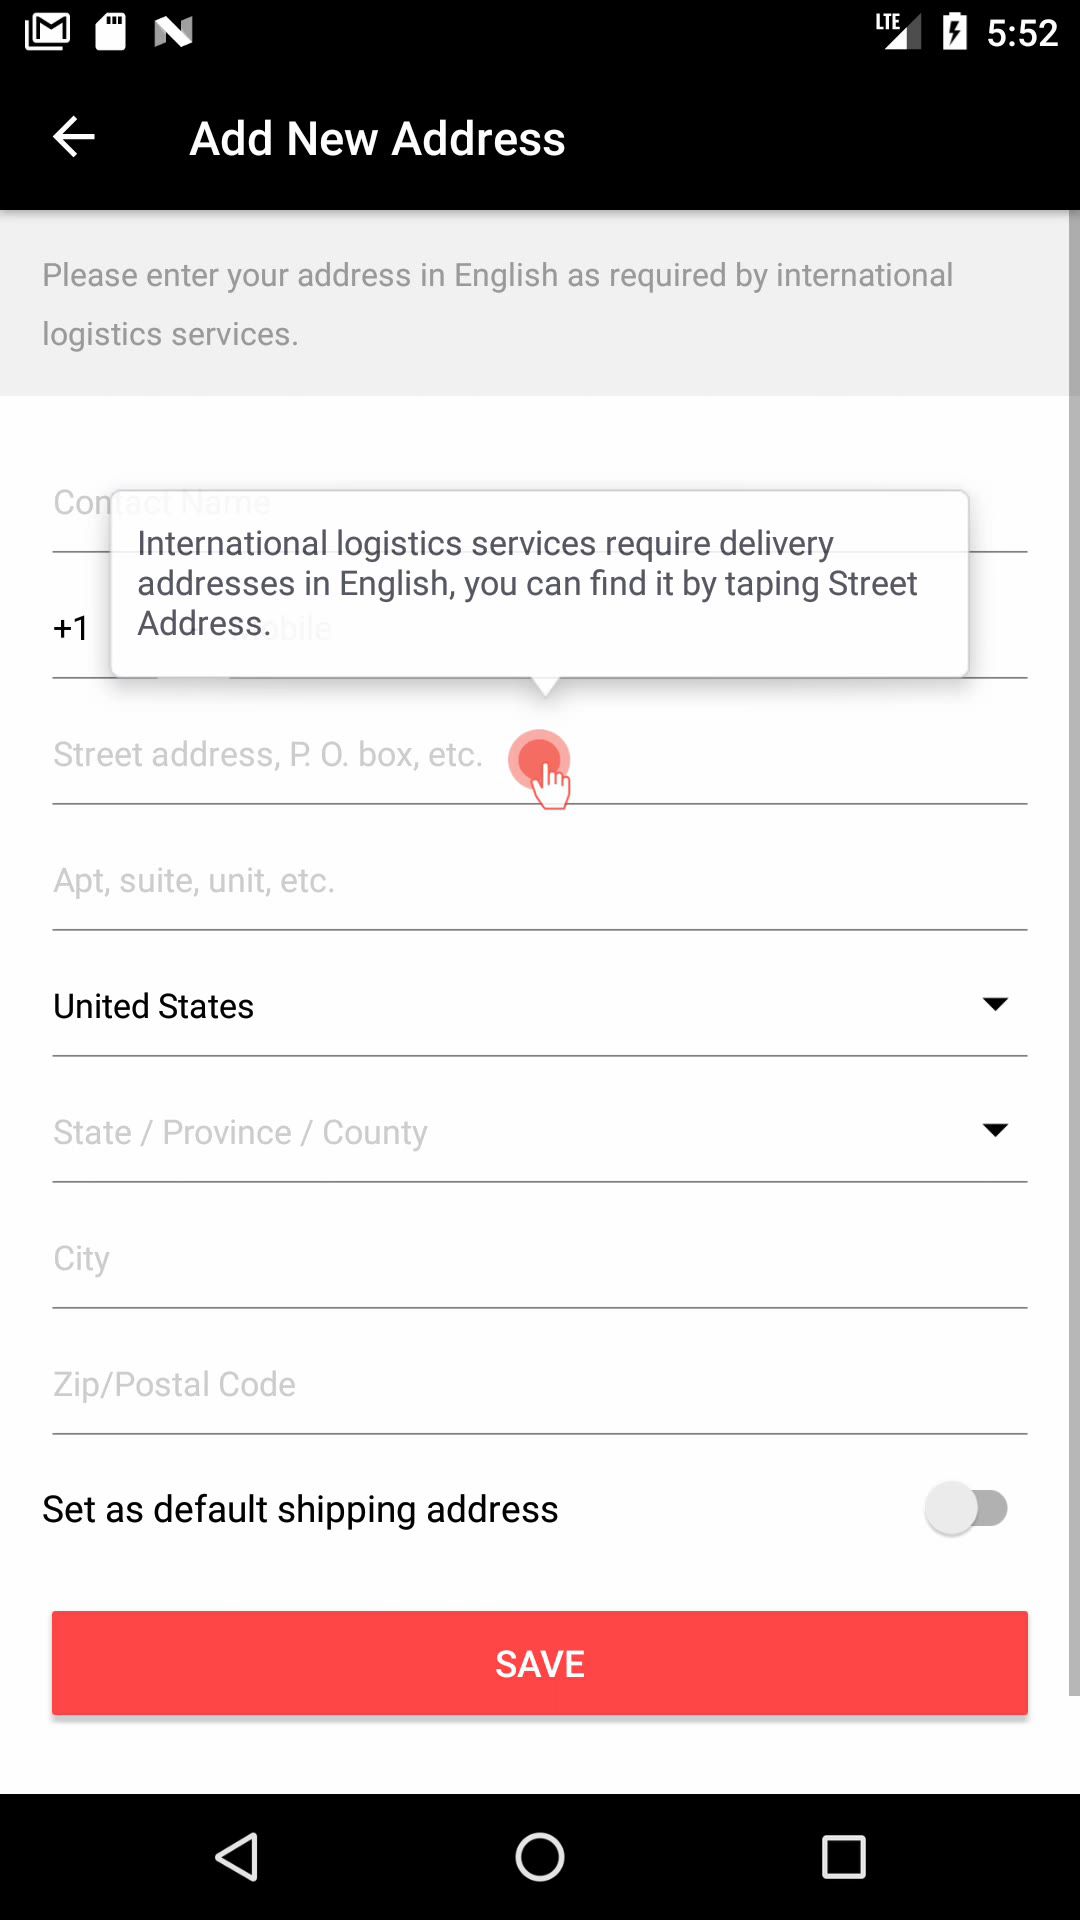 LTE 5:52
Add New Address
Please enter your address in English as required by international
logistics services.
Contact Name
International logistics services require delivery
addresses in English, you can find it by taping Street
Address.
+1 Mobile
Street address, P. O. box, etc.
Apt, suite, unit, etc.
United States
State / Province / County
City
Zip/Postal Code
Set as default shipping address
SAVE